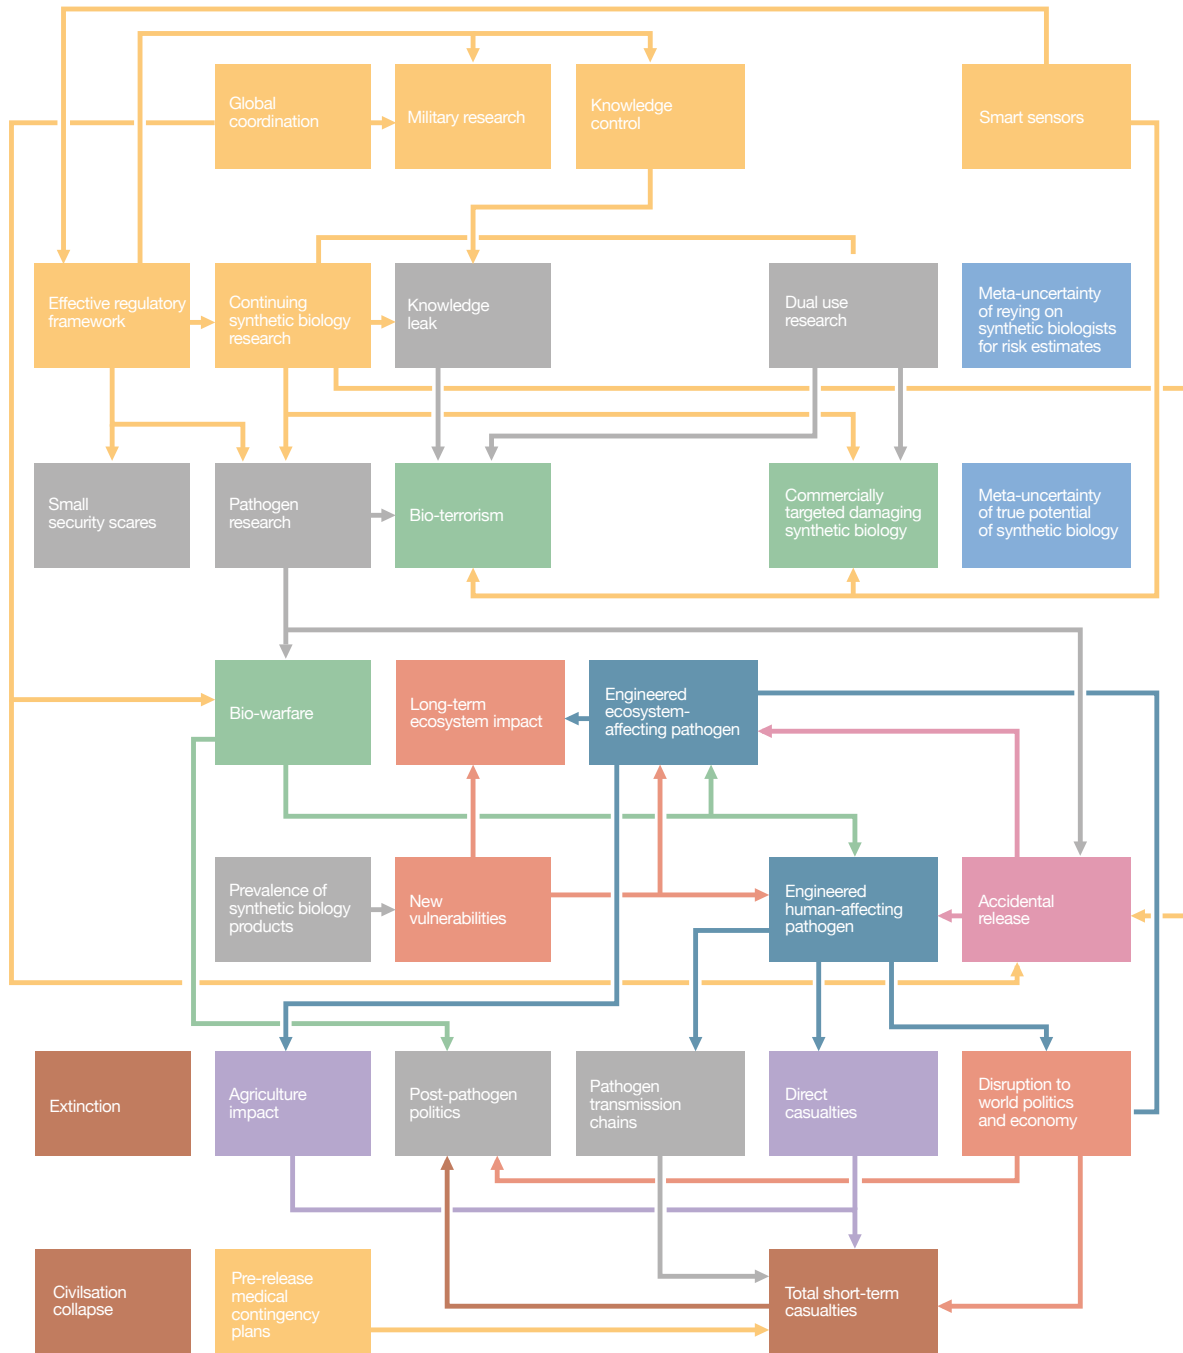 Global
coordination
Military research
Knowledge
control
Smart sensors
Effective regulatory
framework
Continuing
synthetic biology
research
Knowledge
leak
Dual use
research
Meta-uncertainty
of reying on
synthetic biologists
for risk estimates
Small
security scares
Pathogen
research
Bio-terrorism
Commercially
targeted damaging
synthetic biology
Meta-uncertainty
of true potential
of synthetic biology
Bio-warfare
Long-term
ecosystem impact
Engineered
ecosystem-
affecting pathogen
Prevalence of
synthetic biology
products
New
vulnerabilities
Engineered
human-affecting
pathogen
Accidental
release
Extinction
Agriculture
impact
Post-pathogen
politics
Pathogen
transmission
chains
Direct
casualties
Disruption to
world politics
and economy
Civilsation
collapse
Pre-release
medical
contingency
plans
Total short-term
casualties